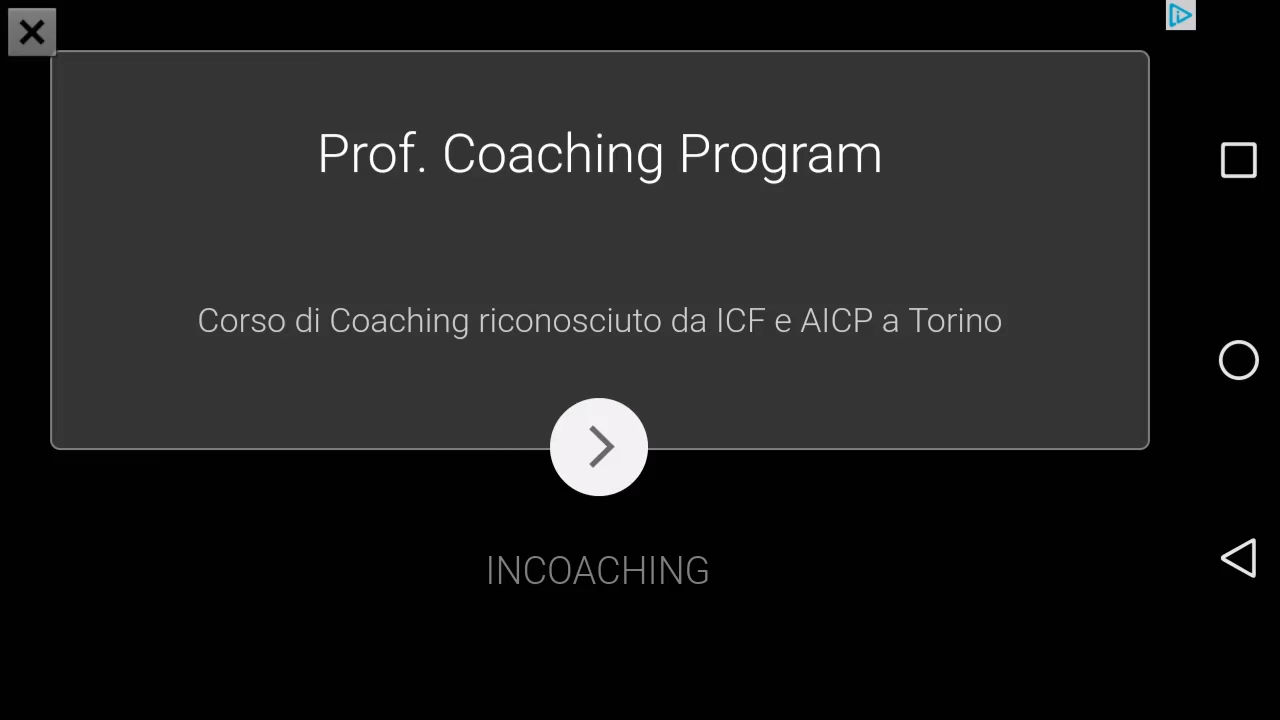 Prof. Coaching Program
Corso di Coaching riconosciuto da ICF e AICP a Torino
INCOACHING